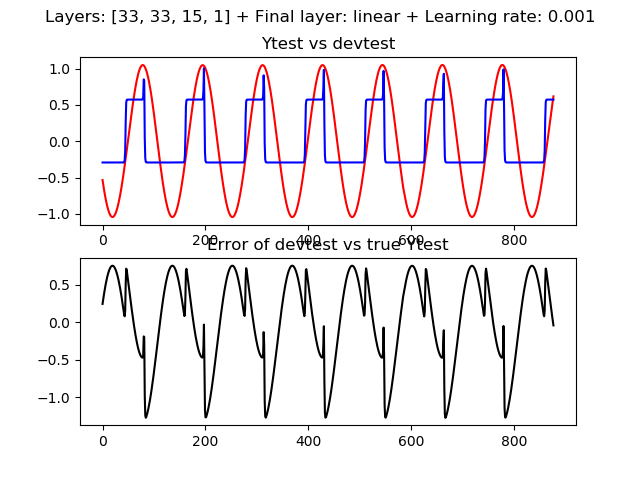 Layers: [33, 33, 15, 1] + Final layer: linear + Learning rate: 0.001
Ytest vs devtest
1.0
0.5
0.0
−0.5
−1.0
0 200 400 600 800
Error of devtest vs true Ytest
0.5
0.0
−0.5
−1.0
0 200 400 600 800